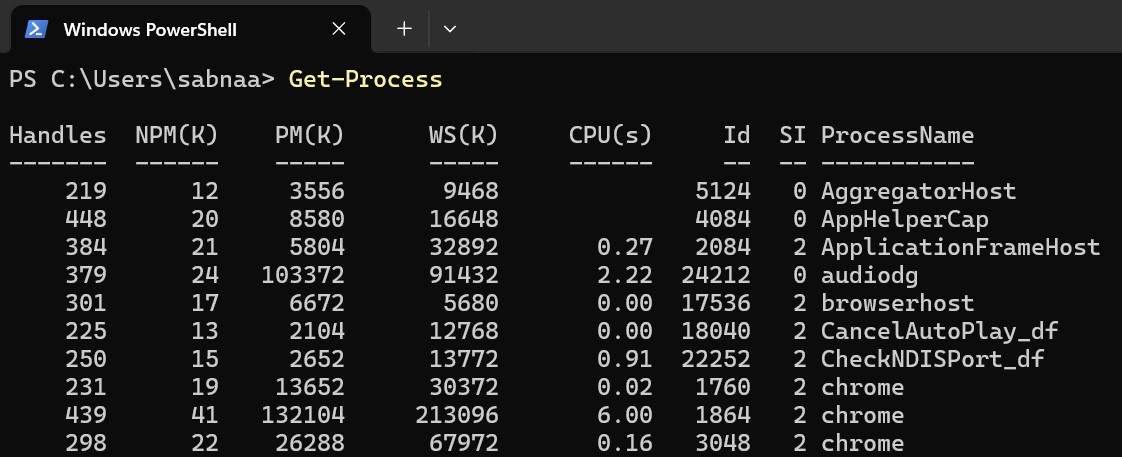 Windows PowerShell
PS C:\Users\sabnaa> Get-Process
Handles  NPM(K)    PM(K)      WS(K)     CPU(s)     Id  SI ProcessName
-------  ------    -----      -----     ------     --  -- -----------
    219      12     3556       9468               5124   0 AggregatorHost
    448      20     8580      16648               4084   0 AppHelperCap
    384      21     5804      32892       0.27   2084   2 ApplicationFrameHost
    379      24   103372      91432       2.22  24212   0 audiodg
    301      17     6672       5680       0.00  17536   2 browserhost
    225      13     2104      12768       0.00  18040   2 CancelAutoPlay_df
    250      15     2652      13772       0.91  22252   2 CheckNDISPort_df
    231      19    13652      30372       0.02   1760   2 chrome
    439      41   132104     213096       6.00   1864   2 chrome
    298      22    26288      67972       0.16   3048   2 chrome